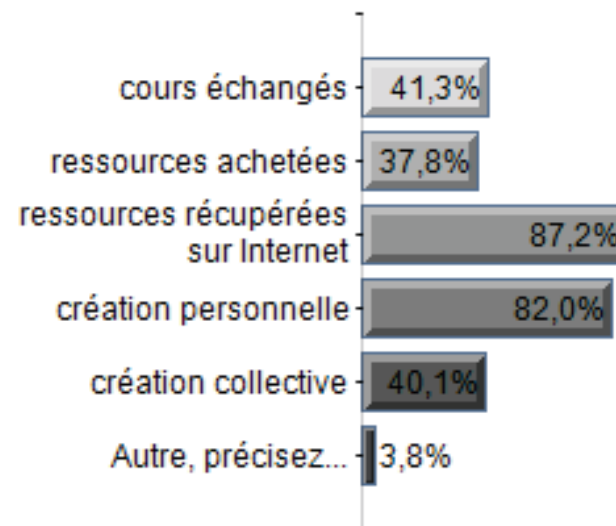 cours échangés 41,3%
ressources achetées 37,8%
ressources récupérées
sur Internet 87,2%
création personnelle 82,0%
création collective 40,1%
Autre, précisez... 3,8%